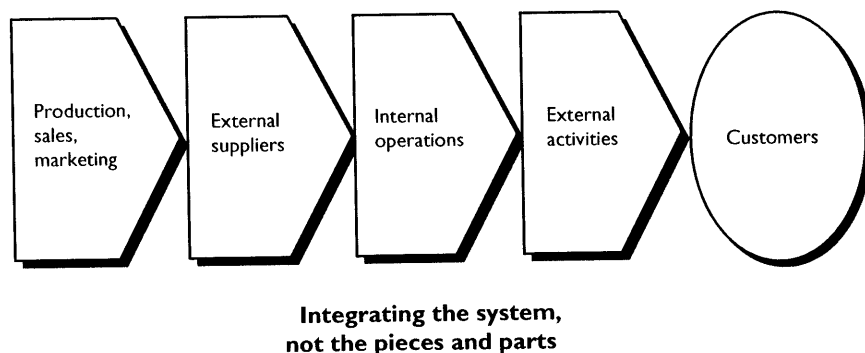 Production,
sales,
marketing
External
suppliers
Internal
operations
External
activities
Customers
Integrating the system,
not the pieces and parts